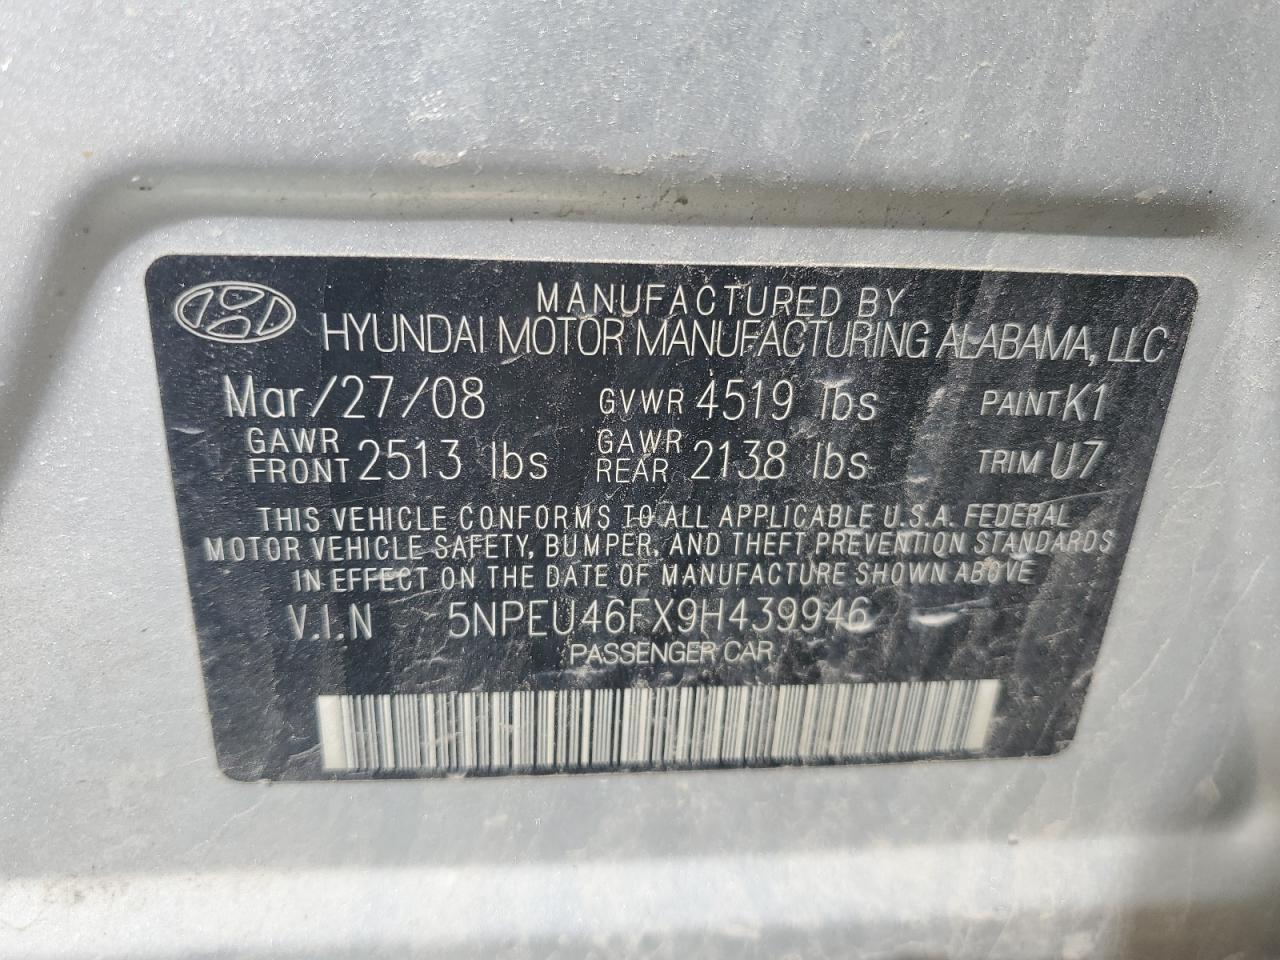 MANUFACTURED BY
HYUNDAI MOTOR MANUFACTURING ALABAMA, LLC
Mar/27/08 GVWR 4519 lbs PAINT K1
GAWR FRONT 2513 lbs GAWR REAR 2138 lbs TRIM U7
THIS VEHICLE CONFORMS TO ALL APPLICABLE U.S.A. FEDERAL
MOTOR VEHICLE SAFETY, BUMPER, AND THEFT PREVENTION STANDARDS
IN EFFECT ON THE DATE OF MANUFACTURE SHOWN ABOVE
V.I.N 5NPEU46FX9H439946
PASSENGER CAR